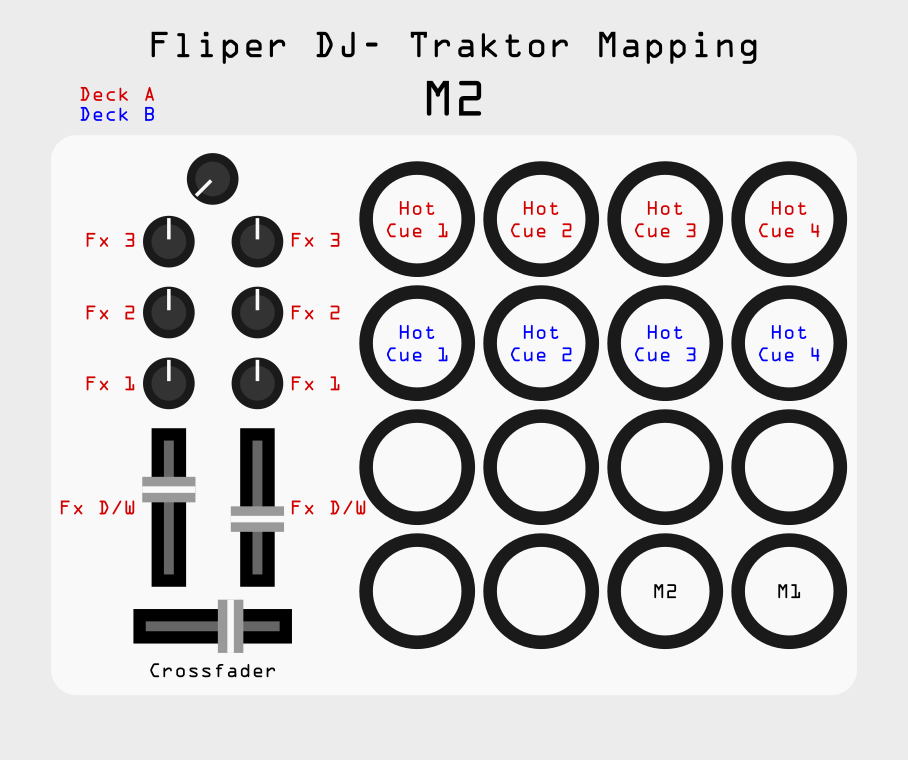 Fliper DJ- Traktor Mapping
M2
Deck A
Deck B
Fx 3
Fx 3
Fx 2
Fx 2
Fx 1
Fx 1
Fx D/W
Fx D/W
Crossfader
Hot
Cue 1
Hot
Cue 2
Hot
Cue 3
Hot
Cue 4
Hot
Cue 1
Hot
Cue 2
Hot
Cue 3
Hot
Cue 4
M2
M1